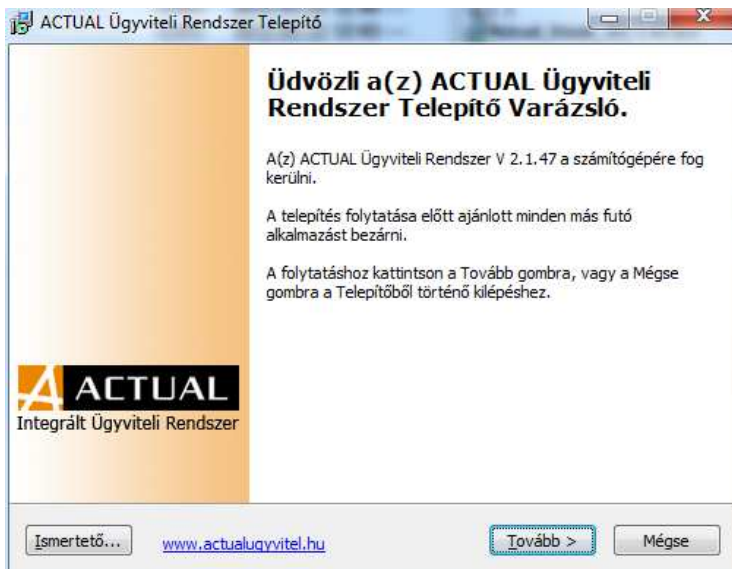 ACTUAL Ügyviteli Rendszer Telepítő
Üdvözli a(z) ACTUAL Ügyviteli
Rendszer Telepítő Varázsló.
A(z) ACTUAL Ügyviteli Rendszer V 2.1.47 a számítógépére fog
kerülni.
A telepítés folytatása előtt ajánlott minden más futó
alkalmazást bezárni.
A folytatáshoz kattintson a Tovább gombra, vagy a Mégse
gombra a Telepítőből történő kilépéshez.
ACTUAL
Integrált Ügyviteli Rendszer
Ismertető...
www.actualugyvitel.hu
Tovább >
Mégse